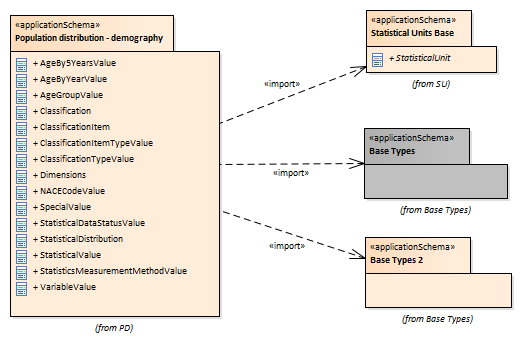 «applicationSchema»
Population distribution - demography
+ AgeBy5YearsValue
+ AgeByYearValue
+ AgeGroupValue
+ Classification
+ ClassificationItem
+ ClassificationItemTypeValue
+ ClassificationTypeValue
+ Dimensions
+ NACECodeValue
+ SpecialValue
+ StatisticalDataStatusValue
+ StatisticalDistribution
+ StatisticalValue
+ StatisticsMeasurementMethodValue
+ VariableValue
(from PD)
«import»
«import»
«import»
«applicationSchema»
Statistical Units Base
+ StatisticalUnit
(from SU)
«applicationSchema»
Base Types
(from Base Types)
«applicationSchema»
Base Types 2
(from Base Types)